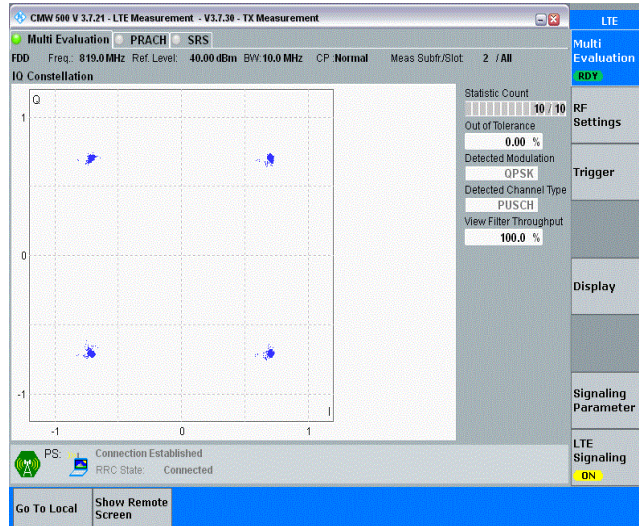 CMW 500 V 3.7.21 - LTE Measurement - V3.7.30 - TX Measurement
LTE
Multi Evaluation PRACH SRS
Multi
Evaluation
RDY
FDD Freq.: 819.0 MHz Ref. Level: 40.00 dBm BW: 10.0 MHz CP :Normal Meas Subfr./Slot: 2 / All
IQ Constellation
Q
1
0
-1
-1 0 1
I
Statistic Count
10 / 10
Out of Tolerance
0.00 %
Detected Modulation
QPSK
Detected Channel Type
PUSCH
View Filter Throughput
100.0 %
RF
Settings
Trigger
Display
Signaling
Parameter
LTE
Signaling
ON
PS: Connection Established
RRC State: Connected
Go To Local
Show Remote
Screen